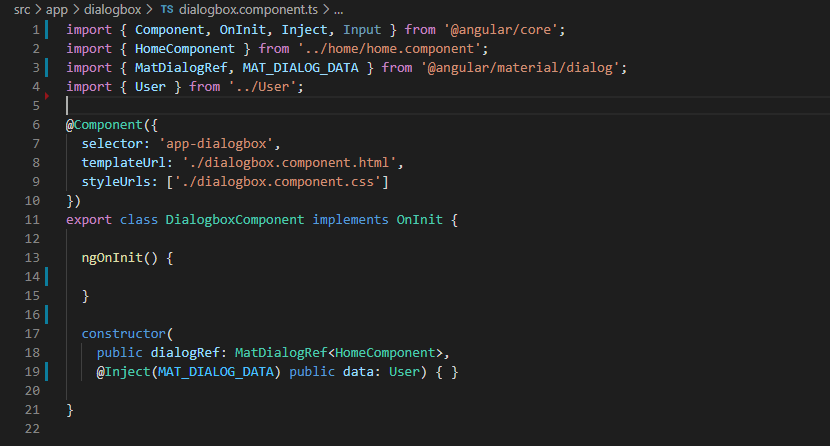 src > app > dialogbox > TS dialogbox.component.ts > ...
1 import { Component, OnInit, Inject, Input } from '@angular/core';
2 import { HomeComponent } from '../home/home.component';
3 import { MatDialogRef, MAT_DIALOG_DATA } from '@angular/material/dialog';
4 import { User } from '../User';
5
6 @Component({
7   selector: 'app-dialogbox',
8   templateUrl: './dialogbox.component.html',
9   styleUrls: ['./dialogbox.component.css']
10 })
11 export class DialogboxComponent implements OnInit {
12
13   ngOnInit() {
14
15   }
16
17   constructor(
18     public dialogRef: MatDialogRef<HomeComponent>,
19     @Inject(MAT_DIALOG_DATA) public data: User) { }
20
21 }
22